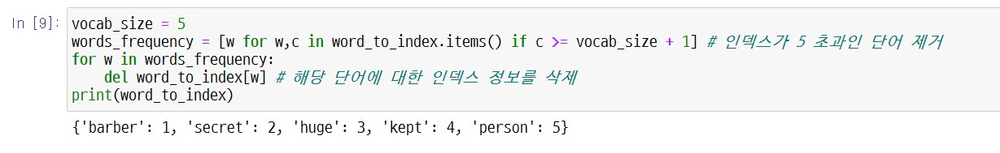 In [9]: vocab_size = 5
words_frequency = [w for w,c in word_to_index.items() if c >= vocab_size + 1] # 인덱스가 5 초과인 단어 제거
for w in words_frequency:
    del word_to_index[w] # 해당 단어에 대한 인덱스 정보를 삭제
print(word_to_index)
{'barber': 1, 'secret': 2, 'huge': 3, 'kept': 4, 'person': 5}